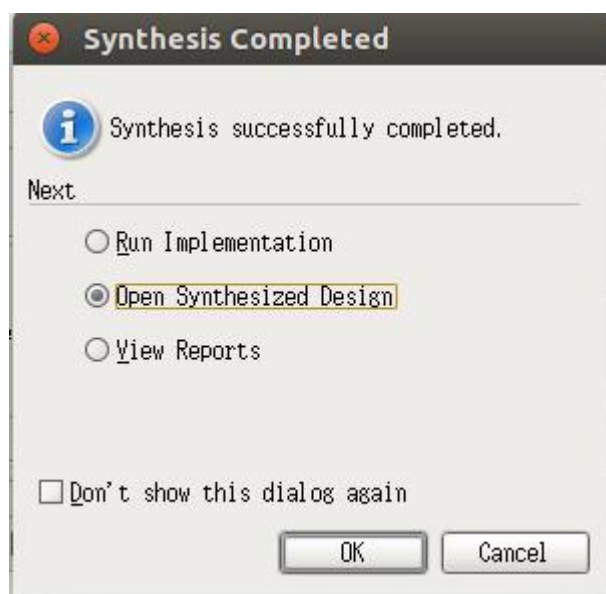 Synthesis Completed
Synthesis successfully completed.
Next
Run Implementation
Open Synthesized Design
View Reports
Don't show this dialog again
OK Cancel